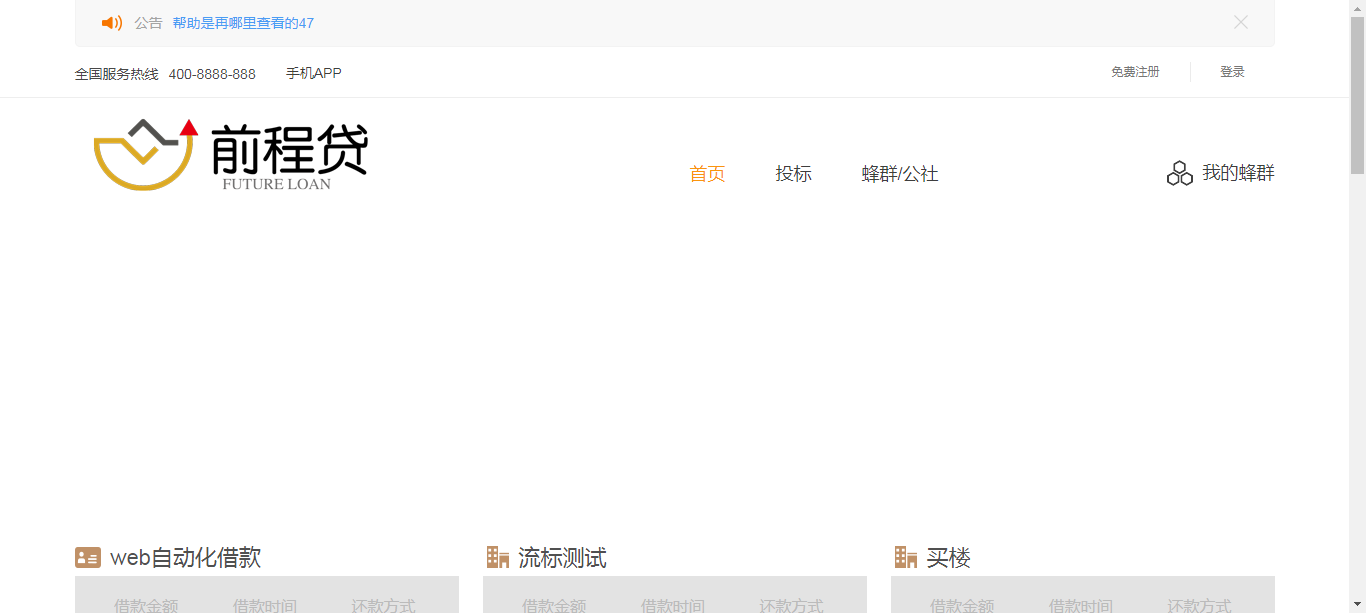 公告 帮助是再哪里查看的47
全国服务热线 400-8888-888 手机APP 免费注册 登录
前程贷
FUTURE LOAN
首页 投标 蜂群/公社 我的蜂群
web自动化借款 流标测试 买楼
借款金额 借款时间 还款方式 借款金额 借款时间 还款方式 借款金额 借款时间 还款方式